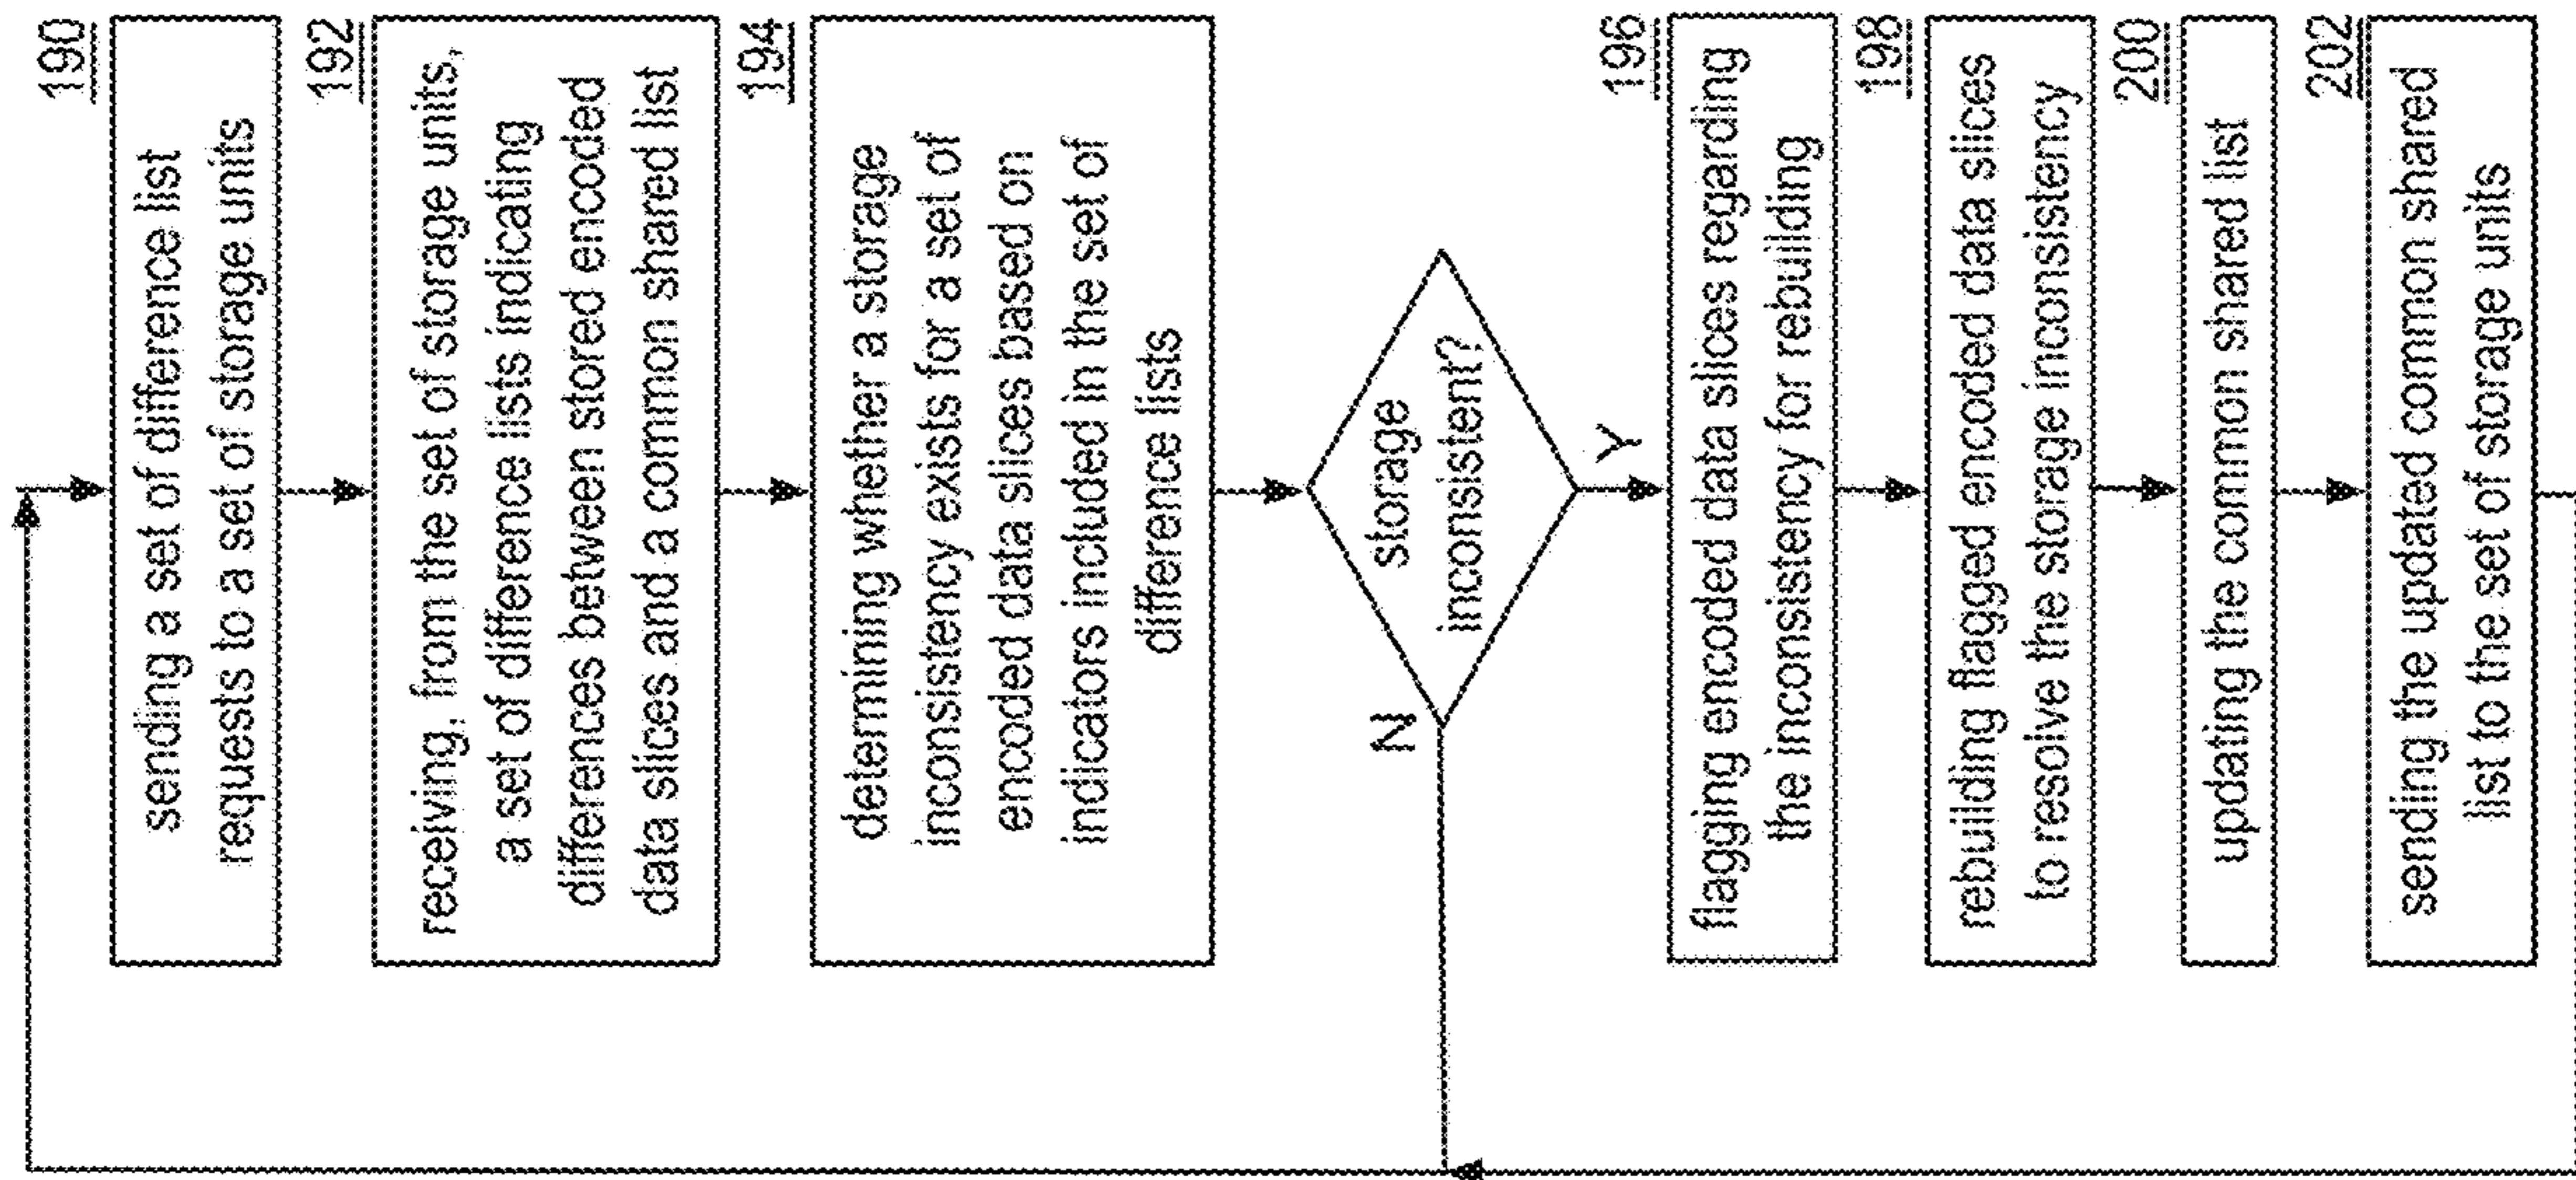 190
sending a set of difference list
requests to a set of storage units
192
receiving, from the set of storage units,
a set of difference lists indicating
differences between stored encoded
data slices and a common shared list
194
determining whether a storage
inconsistency exists for a set of
encoded data slices based on
indicators included in the set of
difference lists
storage
inconsistent?
N
Y
196
flagging encoded data slices regarding
the inconsistency for rebuilding
198
rebuilding flagged encoded data slices
to resolve the storage inconsistency
200
updating the common shared list
202
sending the updated common shared
list to the set of storage units